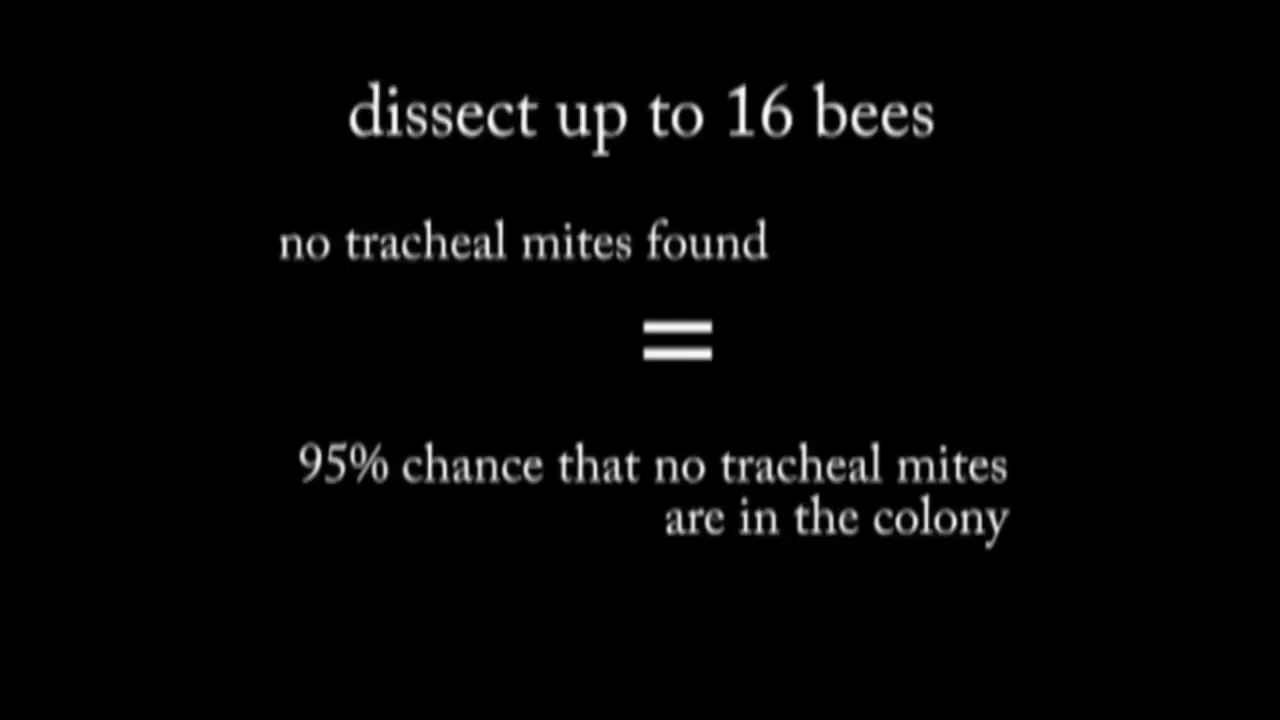 dissect up to 16 bees
no tracheal mites found
=
95% chance that no tracheal mites
are in the colony